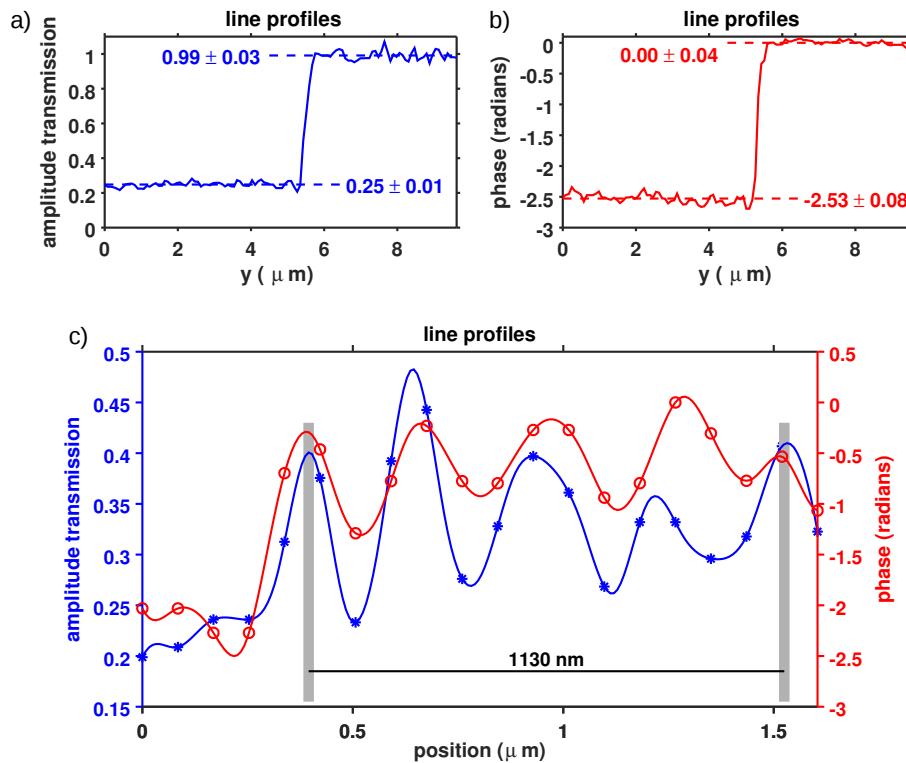 a)
line profiles
amplitude transmission
1
0.8
0.6
0.4
0.2
0
0.99 ± 0.03
0.25 ± 0.01
0 2 4 6 8
y ( μ m)
b)
line profiles
phase (radians)
0
-0.5
-1
-1.5
-2
-2.5
-3
0.00 ± 0.04
-2.53 ± 0.08
0 2 4 6 8
y ( μ m)
c)
line profiles
amplitude transmission
0.5
0.45
0.4
0.35
0.3
0.25
0.2
0.15
1130 nm
0.5
0
-0.5
-1
-1.5
-2
-2.5
-3
phase (radians)
0 0.5 1 1.5
position (μ m)